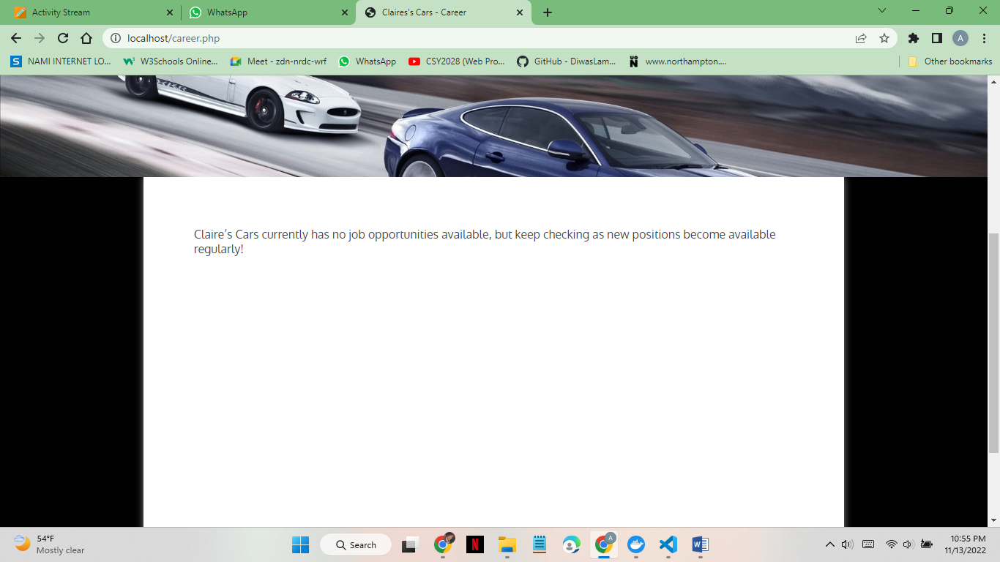 Activity Stream
WhatsApp
Claires's Cars - Career
localhost/career.php
A
S NAMI INTERNET LO...
W3Schools Online...
Meet - zdn-nrdc-wrf
WhatsApp
CSY2028 (Web Pro...
GitHub - DiwasLam...
www.northampton....
Other bookmarks
XKR
Claire's Cars currently has no job opportunities available, but keep checking as new positions become available
regularly!
54°F
Mostly clear
Search
N
A
W
10:55 PM
11/13/2022